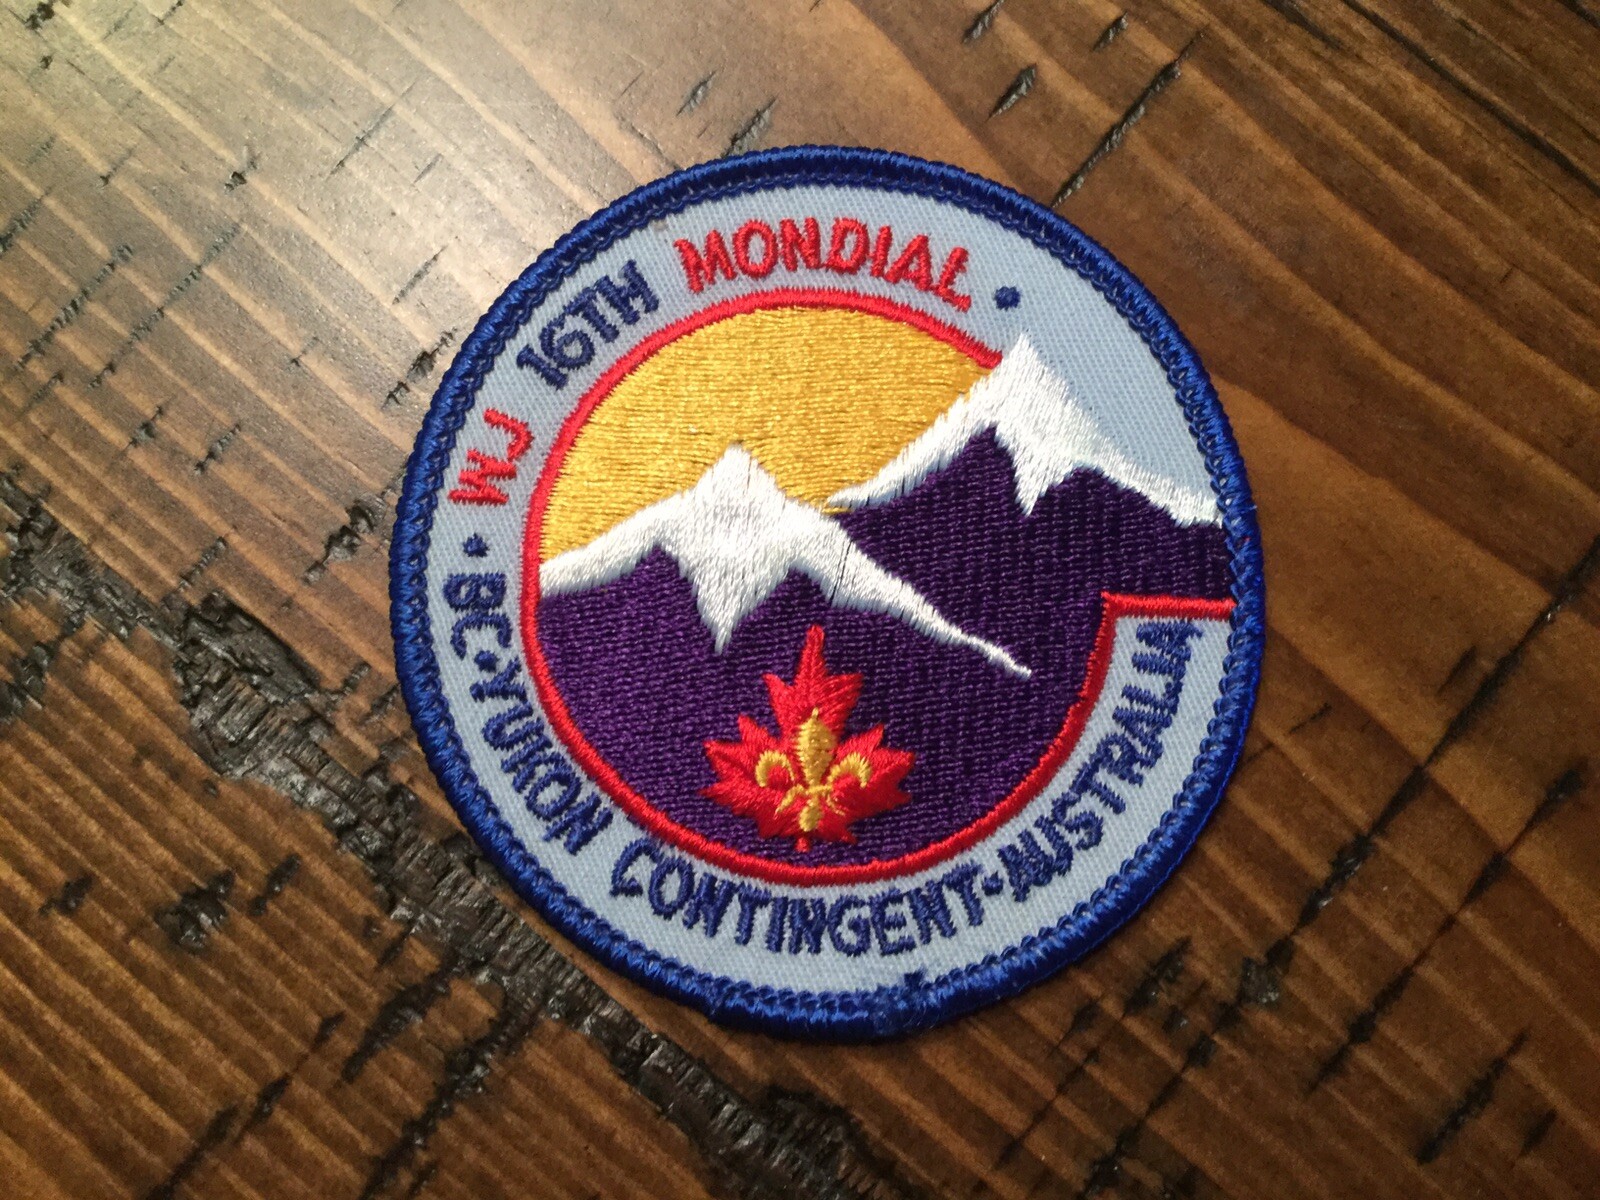 WJ 16TH MONDIAL •
• BC•YUKON CONTINGENT•AUSTRALIA